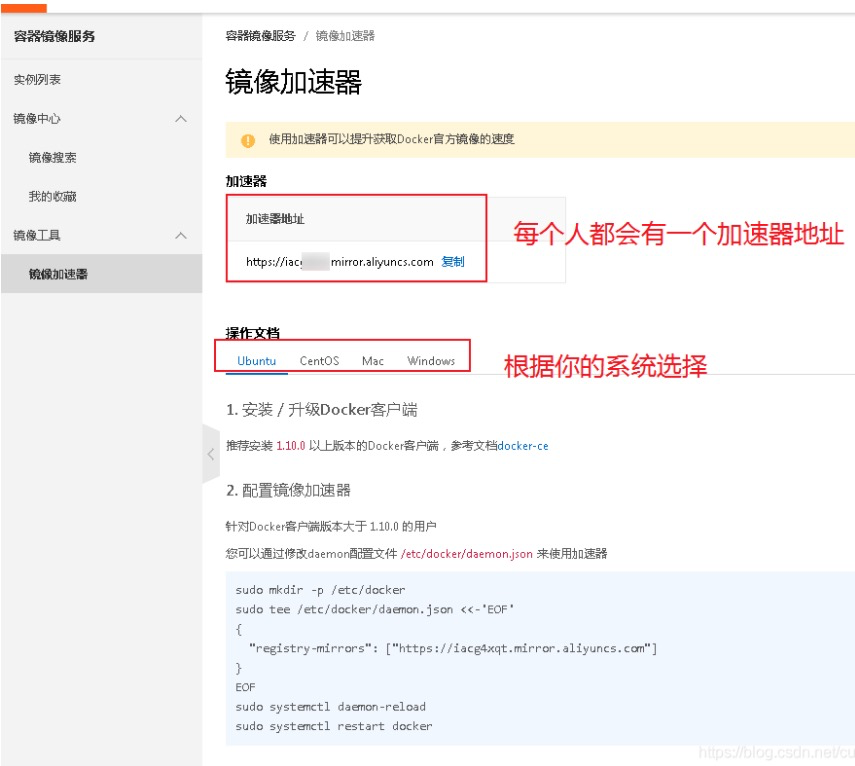 容器镜像服务
容器镜像服务 / 镜像加速器
实例列表
镜像中心
镜像搜索
我的收藏
镜像工具
镜像加速器
镜像加速器
使用加速器可以提升获取Docker官方镜像的速度
加速器
加速器地址
每个人都会有一个加速器地址
https://iac mirror.aliyuncs.com 复制
操作文档
Ubuntu CentOS Mac Windows
根据你的系统选择
1. 安装 / 升级Docker客户端
推荐安装 1.10.0 以上版本的Docker客户端，参考文档docker-ce
2. 配置镜像加速器
针对Docker客户端版本大于 1.10.0 的用户
您可以通过修改daemon配置文件 /etc/docker/daemon.json 来使用加速器
sudo mkdir -p /etc/docker
sudo tee /etc/docker/daemon.json <<-'EOF'
{
"registry-mirrors": ["https://iacg4xqt.mirror.aliyuncs.com"]
}
EOF
sudo systemctl daemon-reload
sudo systemctl restart docker
https://blog.csdn.net/cu